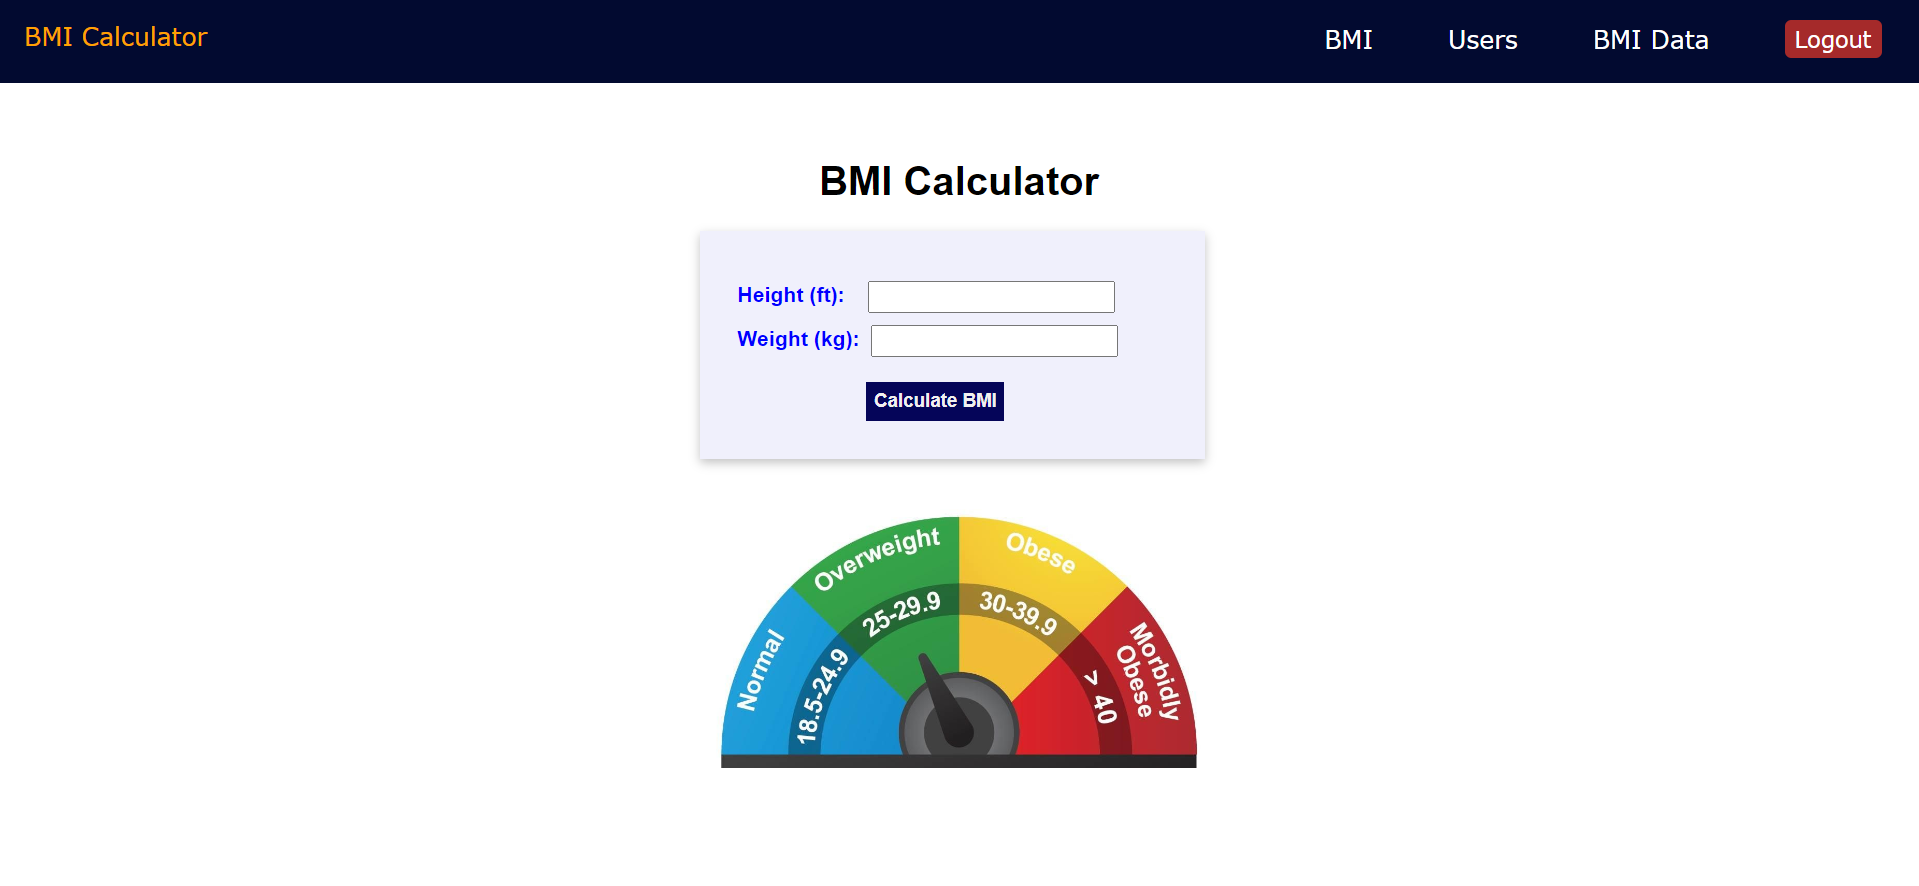 BMI Calculator
BMI
Users
BMI Data
Logout
BMI Calculator
Height (ft):
Weight (kg):
Calculate BMI
Normal
Overweight
Obese
Morbidly
Obese
18.5-24.9
25-29.9
30-39.9
> 40